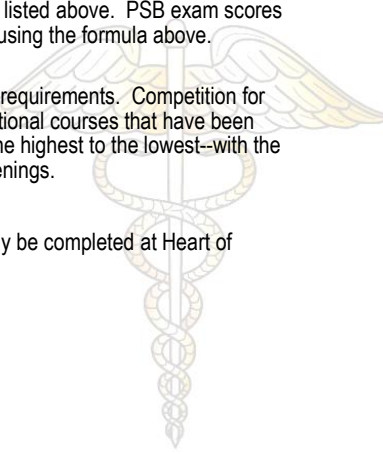 listed above. PSB exam scores
using the formula above.
requirements. Competition for
tional courses that have been
he highest to the lowest--with the
enings.
y be completed at Heart of